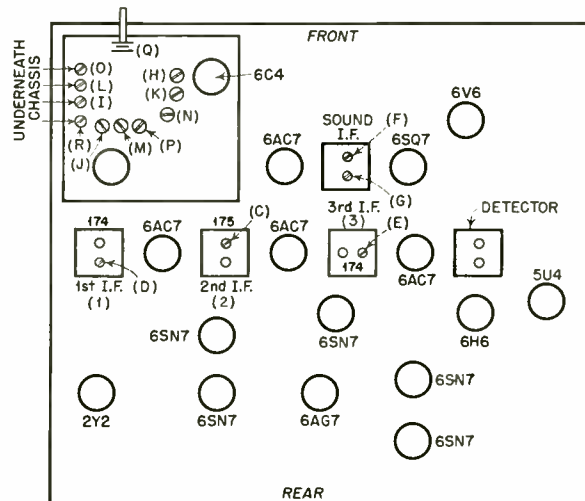 FRONT
UNDERNEATH CHASSIS
(Q)
(O)
(L)
(I)
(R)
(J)
(M)
(P)
(H)
(K)
(N)
6C4
6V6
SOUND I.F.
(F)
(G)
6AC7
6SQ7
174
6AC7
175
(C)
6AC7
3rd I.F.
(3)
(E)
174
6AC7
DETECTOR
1st I.F.
(1)
(D)
2nd I.F.
(2)
5U4
6SN7
6SN7
6H6
2Y2
6SN7
6AG7
6SN7
6SN7
REAR